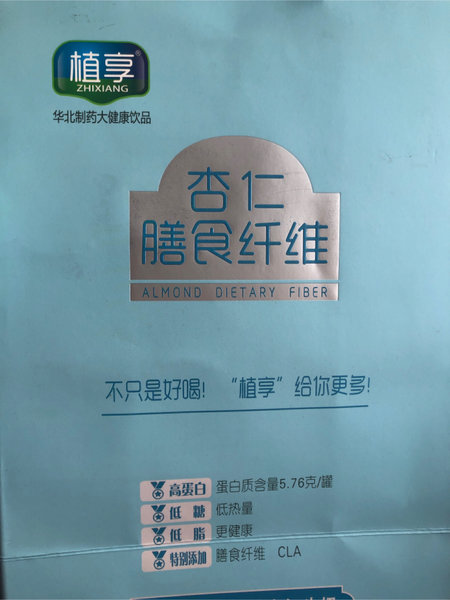 植享®
ZHIXIANG
华北制药大健康饮品
杏仁
膳食纤维
ALMOND DIETARY FIBER
不只是好喝! “植享”给你更多!
高蛋白 蛋白质含量5.76克/罐
低糖 低热量
低脂 更健康
特别添加 膳食纤维 CLA